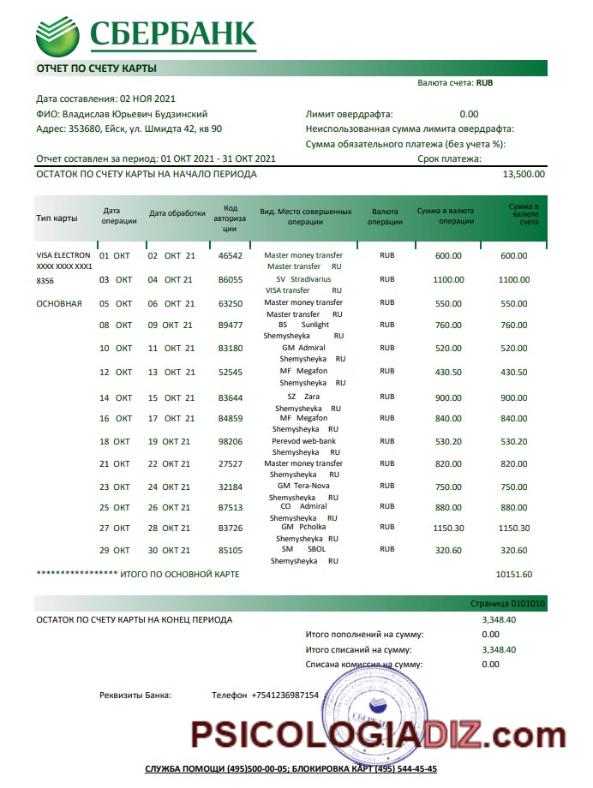 СБЕРБАНК
ОТЧЕТ ПО СЧЕТУ КАРТЫ
Валюта счета: RUB
Дата составления: 02 НОЯ 2021
ФИО: Владислав Юрьевич Будзинский Лимит овердрафта: 0.00
Адрес: 353680, Ейск, ул. Шмидта 42, кв 90 Неиспользованная сумма лимита овердрафта:
Сумма обязательного платежа (без учета %):
Отчет составлен за период: 01 ОКТ 2021 - 31 ОКТ 2021 Срок платежа:
ОСТАТОК ПО СЧЕТУ КАРТЫ НА НАЧАЛО ПЕРИОДА 13,500.00
Тип карты Дата операции Дата обработки Код авторизации Вид. Место совершенных операции Валюта операции Сумма в валюта операции Сумма в валюте счета
VISA ELECTRON 01 ОКТ 02 ОКТ 21 46542 Master money transfer RUB 600.00 600.00
XXXX XXXX XXX1 Master transfer RU
8356 03 ОКТ 04 ОКТ 21 B6055 SV Stradivarius RUB 1100.00 1100.00
VISA transfer RU
ОСНОВНАЯ 05 ОКТ 06 ОКТ 21 63250 Master money transfer RUB 550.00 550.00
Master transfer RU
08 ОКТ 09 ОКТ 21 B9477 BS Sunlight RUB 760.00 760.00
Shemysheyka RU
10 ОКТ 11 ОКТ 21 B3180 GM Admiral RUB 520.00 520.00
Shemysheyka RU
12 ОКТ 13 ОКТ 21 52545 MF Megafon RUB 430.50 430.50
Shemysheyka RU
14 ОКТ 15 ОКТ 21 B3644 SZ Zara RUB 900.00 900.00
Shemysheyka RU
16 ОКТ 17 ОКТ 21 B4859 MF Megafon RUB 840.00 840.00
Shemysheyka RU
18 ОКТ 19 ОКТ 21 98206 Perevod web-bank RUB 530.20 530.20
Shemysheyka RU
21 ОКТ 22 ОКТ 21 27527 Master money transfer RUB 820.00 820.00
Shemysheyka RU
23 ОКТ 24 ОКТ 21 32184 GM Tera-Nova RUB 750.00 750.00
Shemysheyka RU
25 ОКТ 26 ОКТ 21 B7513 CO Admiral RUB 880.00 880.00
Shemysheyka RU
27 ОКТ 28 ОКТ 21 B3726 GM Pcholka RUB 1150.30 1150.30
Shemysheyka RU
29 ОКТ 30 ОКТ 21 85105 SM SBOL RUB 320.60 320.60
Shemysheyka RU
***************** ИТОГО ПО ОСНОВНОЙ КАРТЕ 10151.60
Страница 0101010
ОСТАТОК ПО СЧЕТУ КАРТЫ НА КОНЕЦ ПЕРИОДА 3,348.40
Итого пополнений на сумму: 0.00
Итого списаний на сумму: 3,348.40
Списана комиссия на сумму: 0.00
Реквизиты Банка: Телефон +7541236987154
СБЕРБАНК
PSICOLOGIADIZ.com
СЛУЖБА ПОМОЩИ (495)500-00-05; БЛОКИРОВКА КАРТ (495) 544-45-45